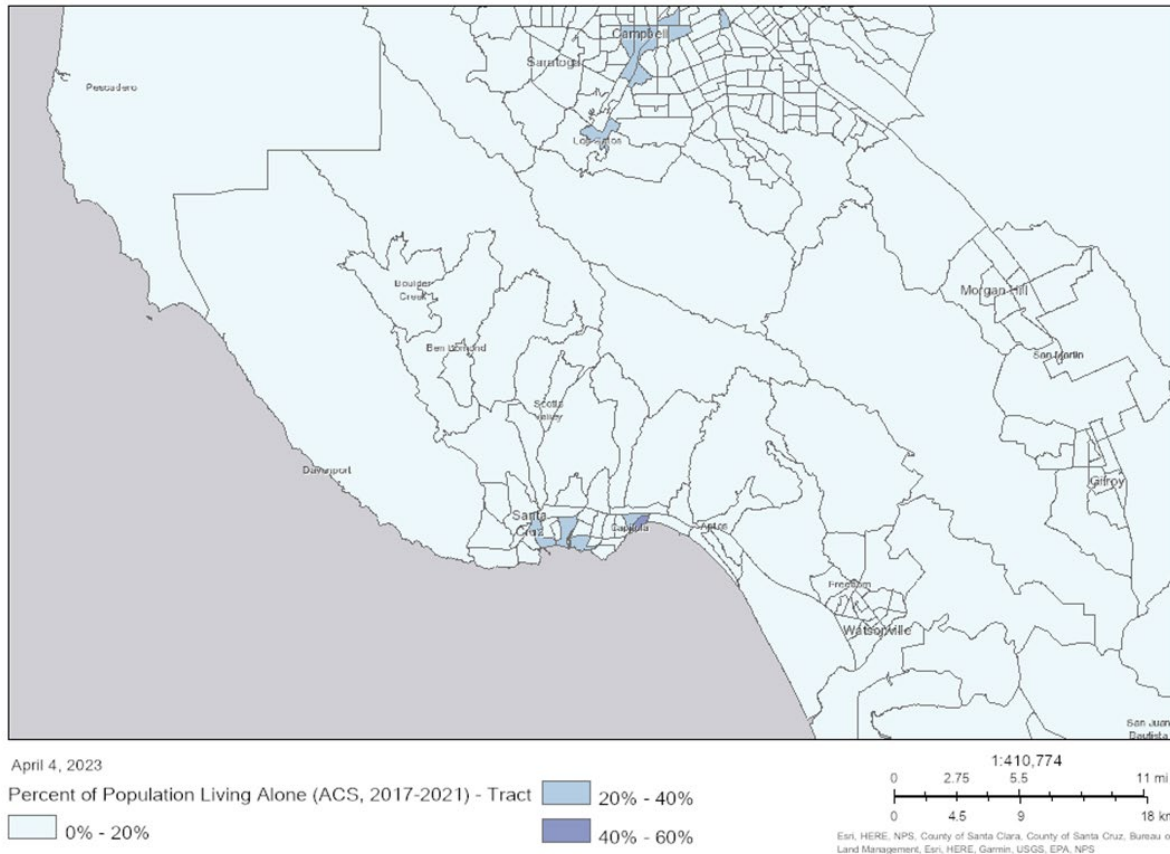 Campbell
Saratoga
Pescadero
Los Gatos
Boulder
Creek
Morgan Hill
Ben Lomond
San Martin
Scotts
Valley
Davenport
Gilroy
Santa
Cruz
Capitola
Aptos
Freedom
Watsonville
San Juan
Bautista
April 4, 2023
1:410,774
0 2.75 5.5 11 mi
0 4.5 9 18 km
Percent of Population Living Alone (ACS, 2017-2021) - Tract
0% - 20%
20% - 40%
40% - 60%
Esri, HERE, NPS, County of Santa Clara, County of Santa Cruz, Bureau o
Land Management, Esri, HERE, Garmin, USGS, EPA, NPS